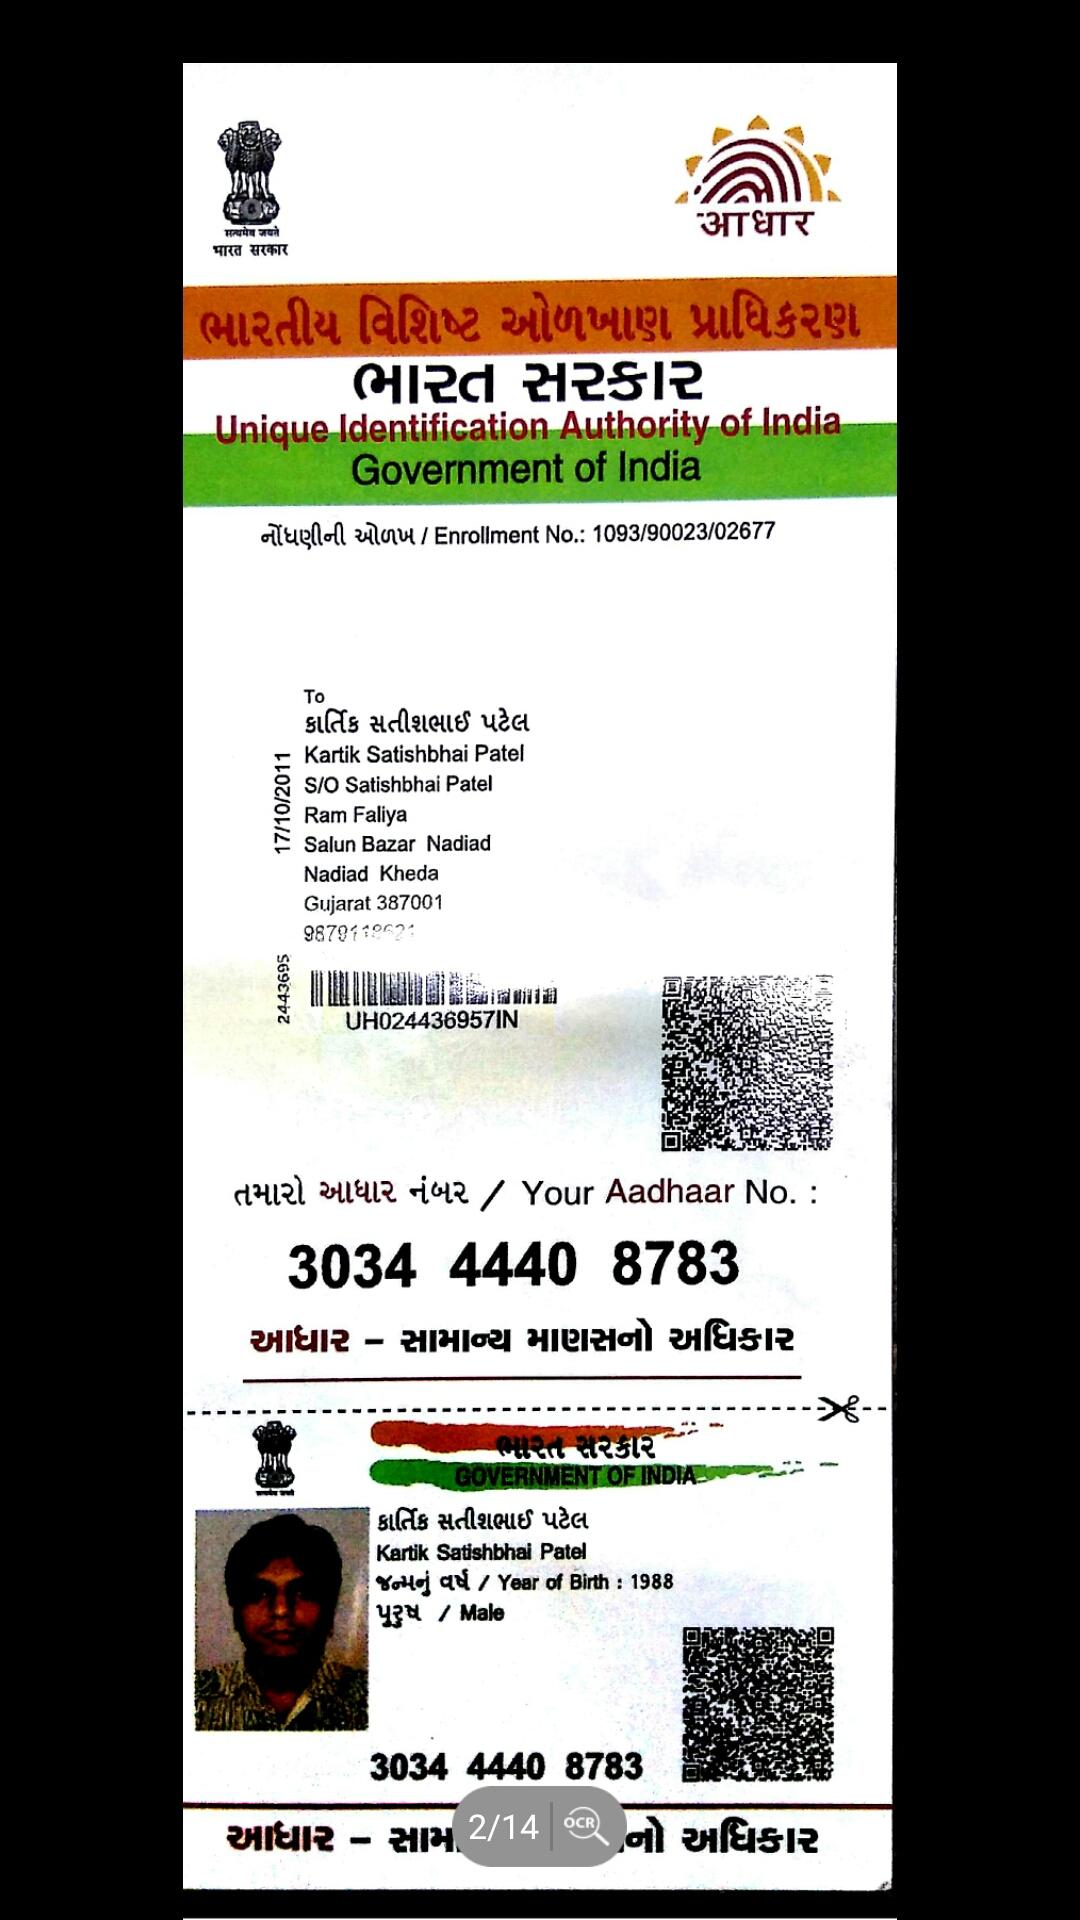 सत्यमेव जयते
भारत सरकार
आधार
ભારતીય વિશિષ્ટ ઓળખાણ પ્રાધિકરણ
ભારત સરકાર
Unique Identification Authority of India
Government of India
નોંધણીની ઓળખ / Enrollment No.: 1093/90023/02677
To
કાર્તિક સતીશભાઈ પટેલ
Kartik Satishbhai Patel
S/O Satishbhai Patel
Ram Faliya
Salun Bazar Nadiad
Nadiad Kheda
Gujarat 387001
17/10/2011
2443695
UH024436957IN
તમારો આધાર નંબર / Your Aadhaar No. :
3034 4440 8783
આધાર – સામાન્ય માણસનો અધિકાર
ભારત સરકાર
GOVERNMENT OF INDIA
કાર્તિક સતીશભાઈ પટેલ
Kartik Satishbhai Patel
જન્મનું વર્ષ / Year of Birth : 1988
પુરુષ / Male
3034 4440 8783
2/14 OCR
આધાર – અધિકાર